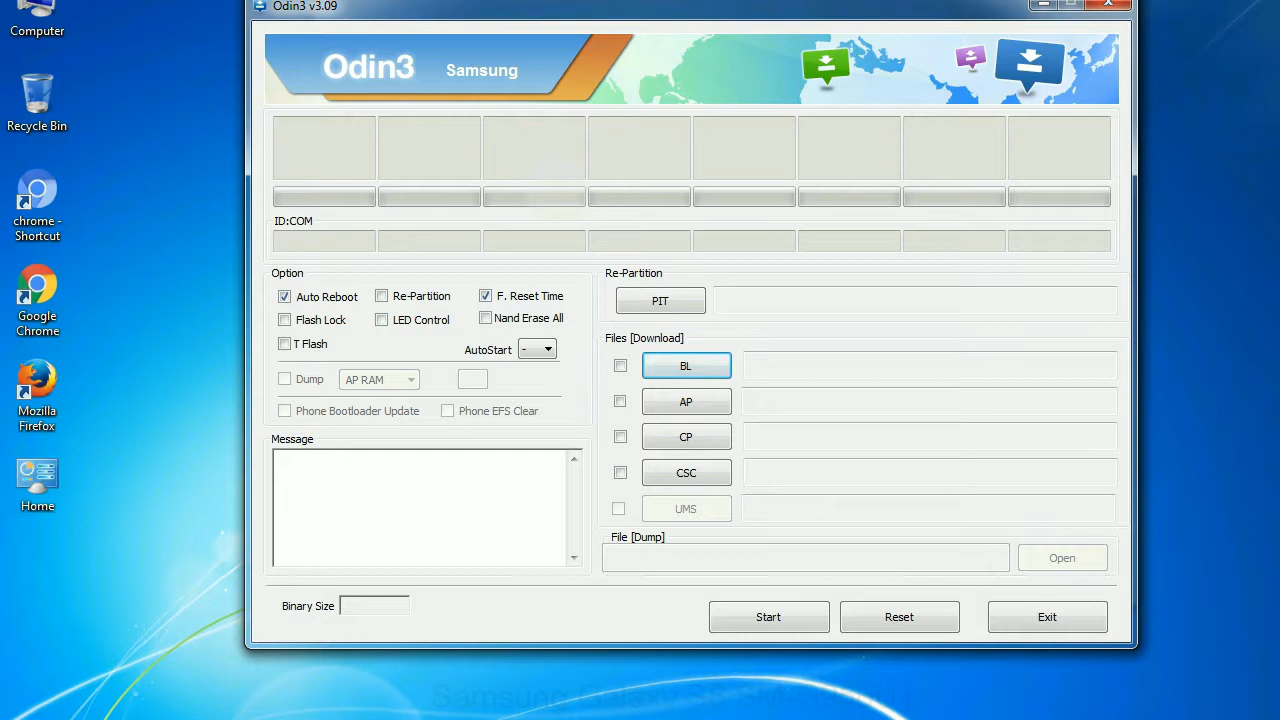 Odin3 v3.09
Computer
Recycle Bin
chrome -
Shortcut
Google
Chrome
Mozilla
Firefox
Home
Odin3 Samsung
ID:COM
Option
Auto Reboot
Re-Partition
F. Reset Time
Flash Lock
LED Control
Nand Erase All
T Flash
AutoStart -
Dump
AP RAM
Phone Bootloader Update
Phone EFS Clear
Message
Re-Partition
PIT
Files [Download]
BL
AP
CP
CSC
UMS
File [Dump]
Open
Binary Size
Start
Reset
Exit
Samsung Galaxy